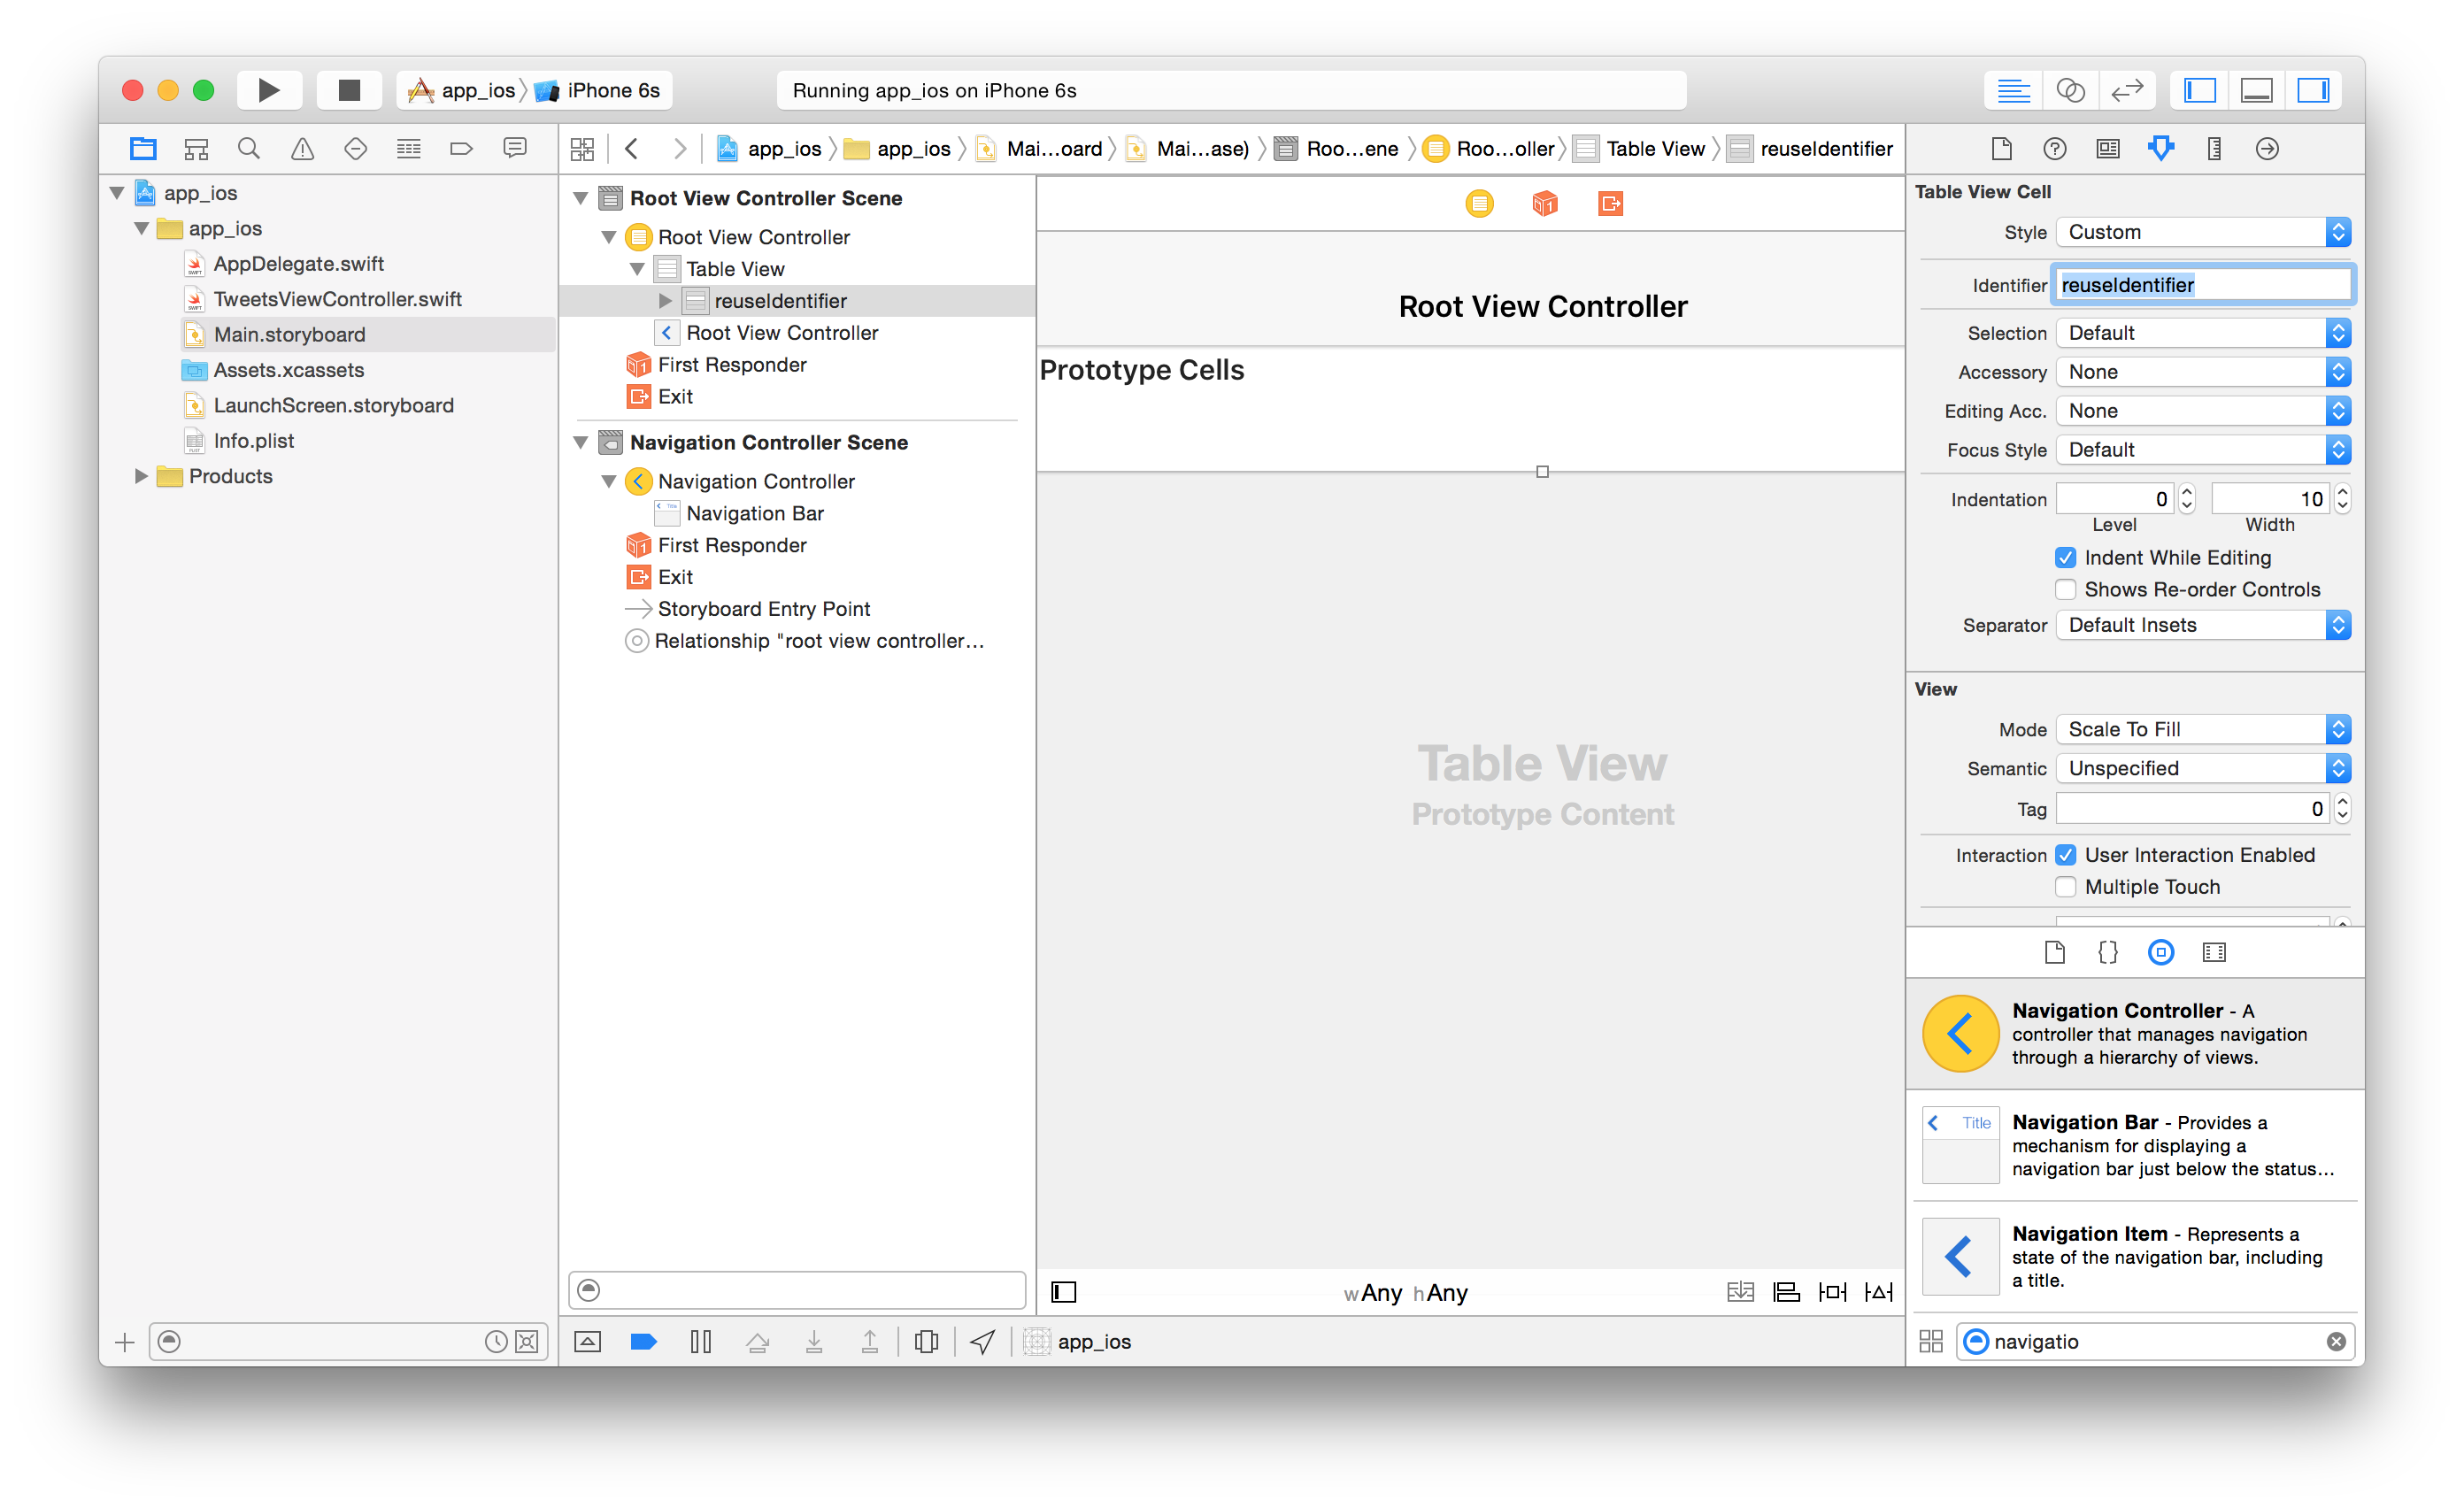 app_ios
iPhone 6s
Running app_ios on iPhone 6s
app_ios
app_ios
Mai...oard
Mai...ase)
Roo...ene
Roo...oller
Table View
reuseIdentifier
app_ios
app_ios
AppDelegate.swift
TweetsViewController.swift
Main.storyboard
Assets.xcassets
LaunchScreen.storyboard
Info.plist
Products
Root View Controller Scene
Root View Controller
Table View
reuseIdentifier
Root View Controller
First Responder
Exit
Navigation Controller Scene
Navigation Controller
Navigation Bar
First Responder
Exit
Storyboard Entry Point
Relationship "root view controller...
Root View Controller
Prototype Cells
Table View
Prototype Content
wAny hAny
app_ios
Table View Cell
Style Custom
Identifier reuseIdentifier
Selection Default
Accessory None
Editing Acc. None
Focus Style Default
Indentation 0 10
Level Width
Indent While Editing
Shows Re-order Controls
Separator Default Insets
View
Mode Scale To Fill
Semantic Unspecified
Tag 0
Interaction User Interaction Enabled
Multiple Touch
Navigation Controller - A
controller that manages navigation
through a hierarchy of views.
Title
Navigation Bar - Provides a
mechanism for displaying a
navigation bar just below the status...
Navigation Item - Represents a
state of the navigation bar, including
a title.
navigatio